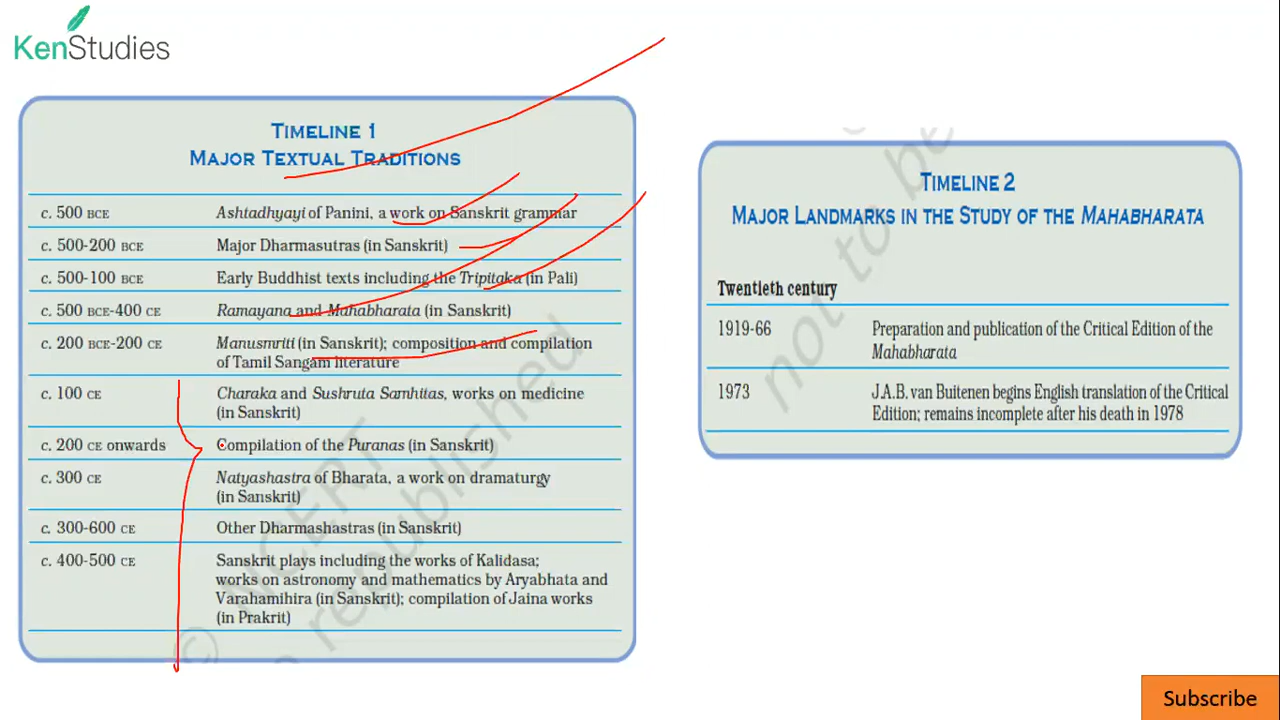 KenStudies
TIMELINE 1
MAJOR TEXTUAL TRADITIONS
c. 500 BCE Ashtadhyayi of Panini, a work on Sanskrit grammar
c. 500-200 BCE Major Dharmasutras (in Sanskrit)
c. 500-100 BCE Early Buddhist texts including the Tripitaka (in Pali)
c. 500 BCE-400 CE Ramayana and Mahabharata (in Sanskrit)
c. 200 BCE-200 CE Manusmriti (in Sanskrit); composition and compilation
of Tamil Sangam literature
c. 100 CE Charaka and Sushruta Samhitas, works on medicine
(in Sanskrit)
c. 200 CE onwards Compilation of the Puranas (in Sanskrit)
c. 300 CE Natyashastra of Bharata, a work on dramaturgy
(in Sanskrit)
c. 300-600 CE Other Dharmashastras (in Sanskrit)
c. 400-500 CE Sanskrit plays including the works of Kalidasa;
works on astronomy and mathematics by Aryabhata and
Varahamihira (in Sanskrit); compilation of Jaina works
(in Prakrit)
© NCERT
republished
TIMELINE 2
MAJOR LANDMARKS IN THE STUDY OF THE MAHABHARATA
Twentieth century
1919-66 Preparation and publication of the Critical Edition of the
Mahabharata
1973 J.A.B. van Buitenen begins English translation of the Critical
Edition; remains incomplete after his death in 1978
not to be
Subscribe